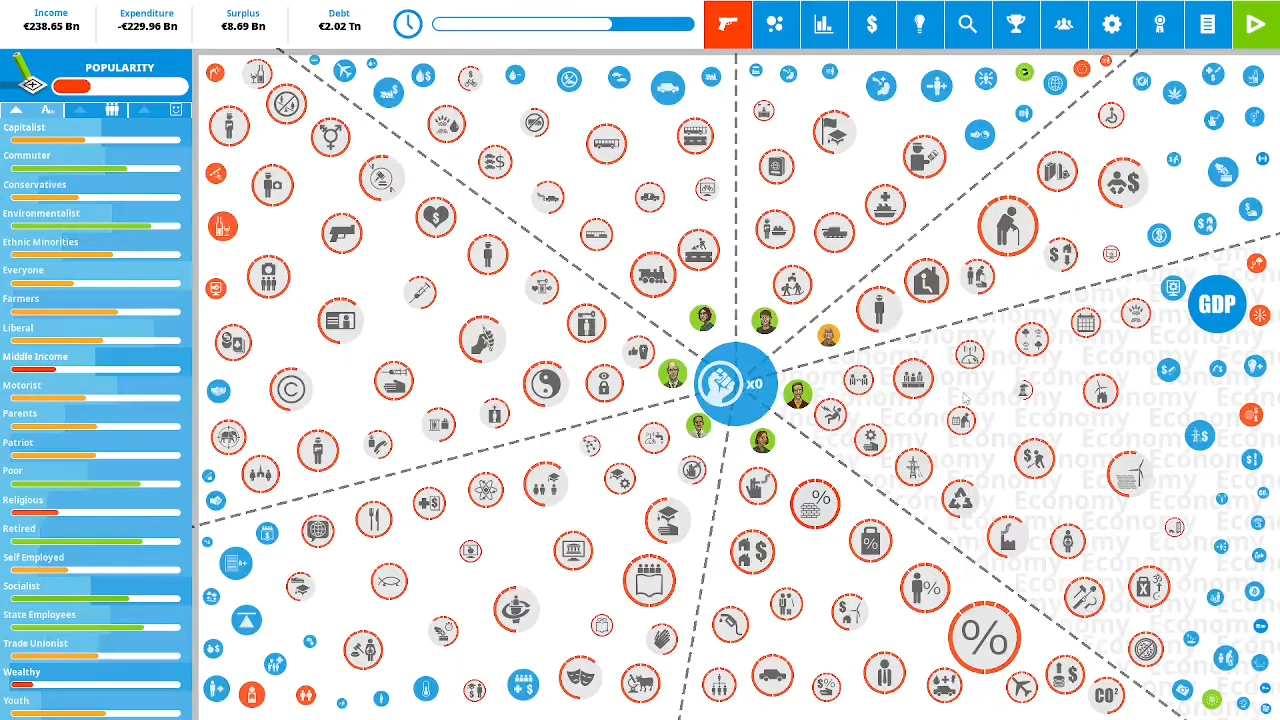 Income
€238.65 Bn
Expenditure
-€229.96 Bn
Surplus
€8.69 Bn
Debt
€2.02 Tn
POPULARITY
Capitalist
Commuter
Conservatives
Environmentalist
Ethnic Minorities
Everyone
Farmers
Liberal
Middle Income
Motorist
Parents
Patriot
Poor
Religious
Retired
Self Employed
Socialist
State Employees
Trade Unionist
Wealthy
Youth
x0
GDP
Economy
CO²